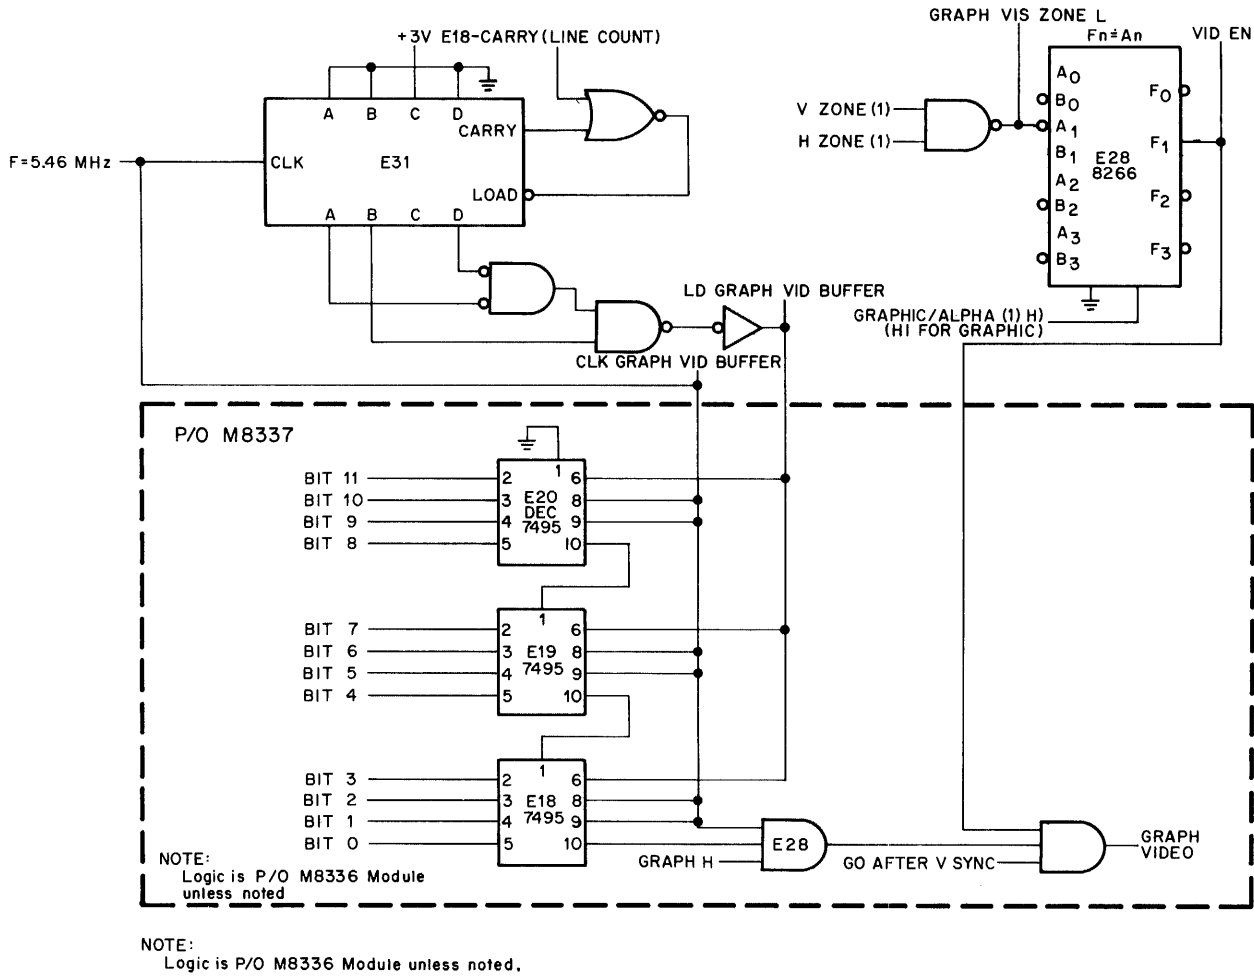 GRAPH VIS ZONE L
Fn=An
VID EN
+3V E18-CARRY (LINE COUNT)
A B C D
CARRY
F=5.46 MHz
CLK
E31
LOAD
A B C D
V ZONE (1)
H ZONE (1)
A0
B0
A1
B1
A2
B2
A3
B3
E28
8266
F0
F1
F2
F3
LD GRAPH VID BUFFER
GRAPHIC/ALPHA (1) H)
(HI FOR GRAPHIC)
CLK GRAPH VID BUFFER
P/O M8337
BIT 11
BIT 10
BIT 9
BIT 8
1
2
3
4
5
E20
DEC
7495
6
8
9
10
BIT 7
BIT 6
BIT 5
BIT 4
1
2
3
4
5
E19
7495
6
8
9
10
BIT 3
BIT 2
BIT 1
BIT 0
1
2
3
4
5
E18
7495
6
8
9
10
GRAPH H
E28
GO AFTER V SYNC
GRAPH
VIDEO
NOTE:
Logic is P/O M8336 Module
unless noted
NOTE:
Logic is P/O M8336 Module unless noted.